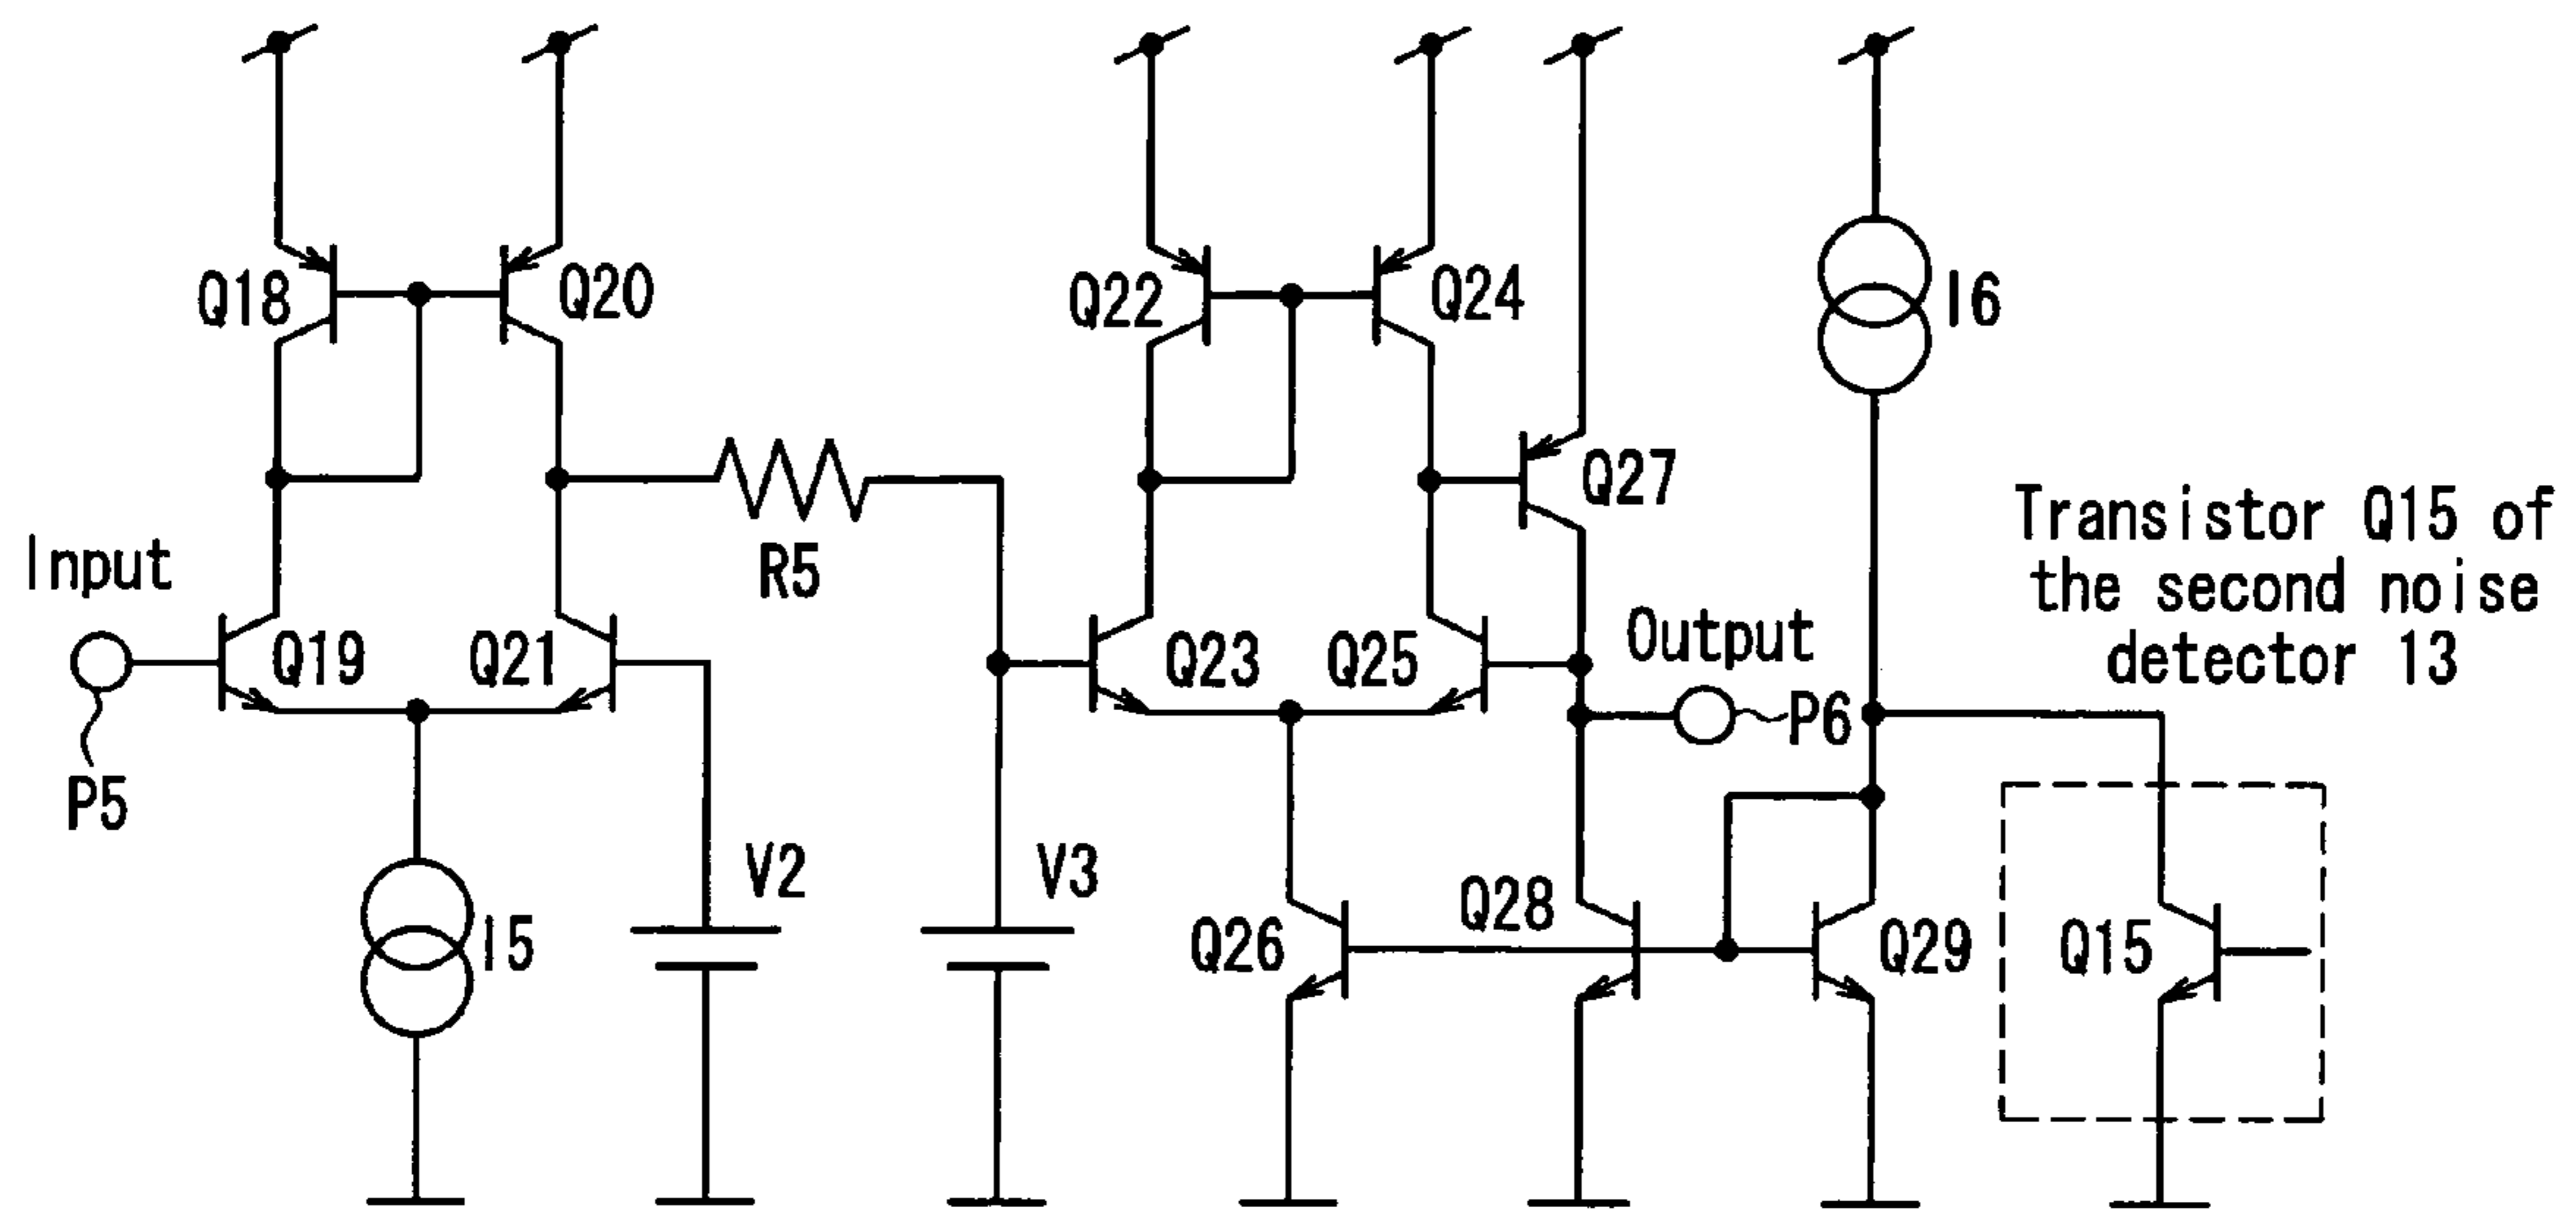 Q18
Q20
Q22
Q24
I6
Q27
R5
Input
Transistor Q15 of
the second noise
detector 13
Output
Q19
Q21
Q23
Q25
P6
P5
V2
V3
Q28
I5
Q26
Q29
Q15